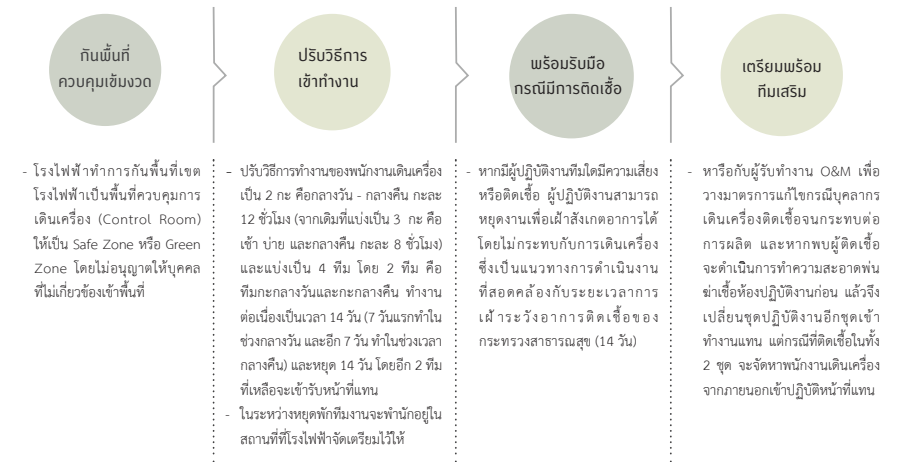 กันพื้นที่
ควบคุมเข้มงวด
ปรับวิธีการ
เข้าทำงาน
พร้อมรับมือ
กรณีมีการติดเชื้อ
เตรียมพร้อม
ทีมเสริม
- โรงไฟฟ้าทำการกันพื้นที่เขต
โรงไฟฟ้าเป็นพื้นที่ควบคุมการ
เดินเครื่อง (Control Room)
ให้เป็น Safe Zone หรือ Green
Zone โดยไม่อนุญาตให้บุคคล
ที่ไม่เกี่ยวข้องเข้าพื้นที่
- ปรับวิธีการทำงานของพนักงานเดินเครื่อง
เป็น 2 กะ คือกลางวัน - กลางคืน กะละ
12 ชั่วโมง (จากเดิมที่แบ่งเป็น 3 กะ คือ
เช้า บ่าย และกลางคืน กะละ 8 ชั่วโมง)
และแบ่งเป็น 4 ทีม โดย 2 ทีม คือ
ทีมกะกลางวันและกะกลางคืน ทำงาน
ต่อเนื่องเป็นเวลา 14 วัน (7 วันแรกทำใน
ช่วงกลางวัน และอีก 7 วัน ทำในช่วงเวลา
กลางคืน) และหยุด 14 วัน โดยอีก 2 ทีม
ที่เหลือจะเข้ารับหน้าที่แทน
- ในระหว่างหยุดพักทีมงานจะพำนักอยู่ใน
สถานที่ที่โรงไฟฟ้าจัดเตรียมไว้ให้
- หากมีผู้ปฏิบัติงานทีมใดมีความเสี่ยง
หรือติดเชื้อ ผู้ปฏิบัติงานสามารถ
หยุดงานเพื่อเฝ้าสังเกตอาการได้
โดยไม่กระทบกับการเดินเครื่อง
ซึ่งเป็นแนวทางการดำเนินงาน
ที่สอดคล้องกับระยะเวลาการ
เฝ้าระวังอาการติดเชื้อของ
กระทรวงสาธารณสุข (14 วัน)
- หารือกับผู้รับทำงาน O&M เพื่อ
วางมาตรการแก้ไขกรณีบุคลากร
เดินเครื่องติดเชื้อจนกระทบต่อ
การผลิต และหากพบผู้ติดเชื้อ
จะดำเนินการทำความสะอาดพ่น
ฆ่าเชื้อห้องปฏิบัติงานก่อน แล้วจึง
เปลี่ยนชุดปฏิบัติงานอีกชุดเข้า
ทำงานแทน แต่กรณีที่ติดเชื้อในทั้ง
2 ชุด จะจัดหาพนักงานเดินเครื่อง
จากภายนอกเข้าปฏิบัติหน้าที่แทน